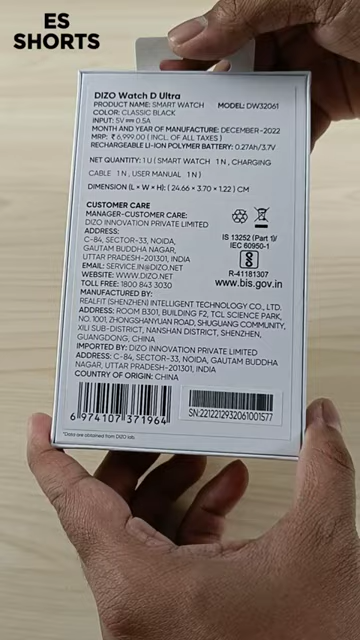 ES
SHORTS
DIZO Watch D Ultra
PRODUCT NAME: SMART WATCH MODEL: DW32061
COLOR: CLASSIC BLACK
INPUT: 5V⎓0.5A
MONTH AND YEAR OF MANUFACTURE: DECEMBER-2022
MRP: ₹ 6,999.00 ( INCL. OF ALL TAXES )
RECHARGEABLE LI-ION POLYMER BATTERY: 0.27Ah/3.7V
NET QUANTITY: 1 U ( SMART WATCH 1 N , CHARGING
CABLE 1 N , USER MANUAL 1 N )
DIMENSION (L × W × H): ( 24.66 × 3.70 × 1.22 ) CM
CUSTOMER CARE
MANAGER-CUSTOMER CARE:
DIZO INNOVATION PRIVATE LIMITED
ADDRESS:
C-84, SECTOR-33, NOIDA,
GAUTAM BUDDHA NAGAR,
UTTAR PRADESH-201301, INDIA
EMAIL: SERVICE.IN@DIZO.NET
WEBSITE: WWW.DIZO.NET
TOLL FREE: 1800 843 3030
IS 13252 (Part 1)/
IEC 60950-1
R-41181307
www.bis.gov.in
MANUFACTURED BY:
REALFIT (SHENZHEN) INTELLIGENT TECHNOLOGY CO., LTD.
ADDRESS: ROOM B301, BUILDING F2, TCL SCIENCE PARK,
NO. 1001, ZHONGSHANYUAN ROAD, SHUGUANG COMMUNITY,
XILI SUB-DISTRICT, NANSHAN DISTRICT, SHENZHEN,
GUANGDONG, CHINA
IMPORTED BY: DIZO INNOVATION PRIVATE LIMITED
ADDRESS: C-84, SECTOR-33, NOIDA, GAUTAM BUDDHA
NAGAR, UTTAR PRADESH-201301, INDIA
COUNTRY OF ORIGIN: CHINA
6 974107 371964
SN:2212212932061001577
*Data are obtained from DIZO lab.